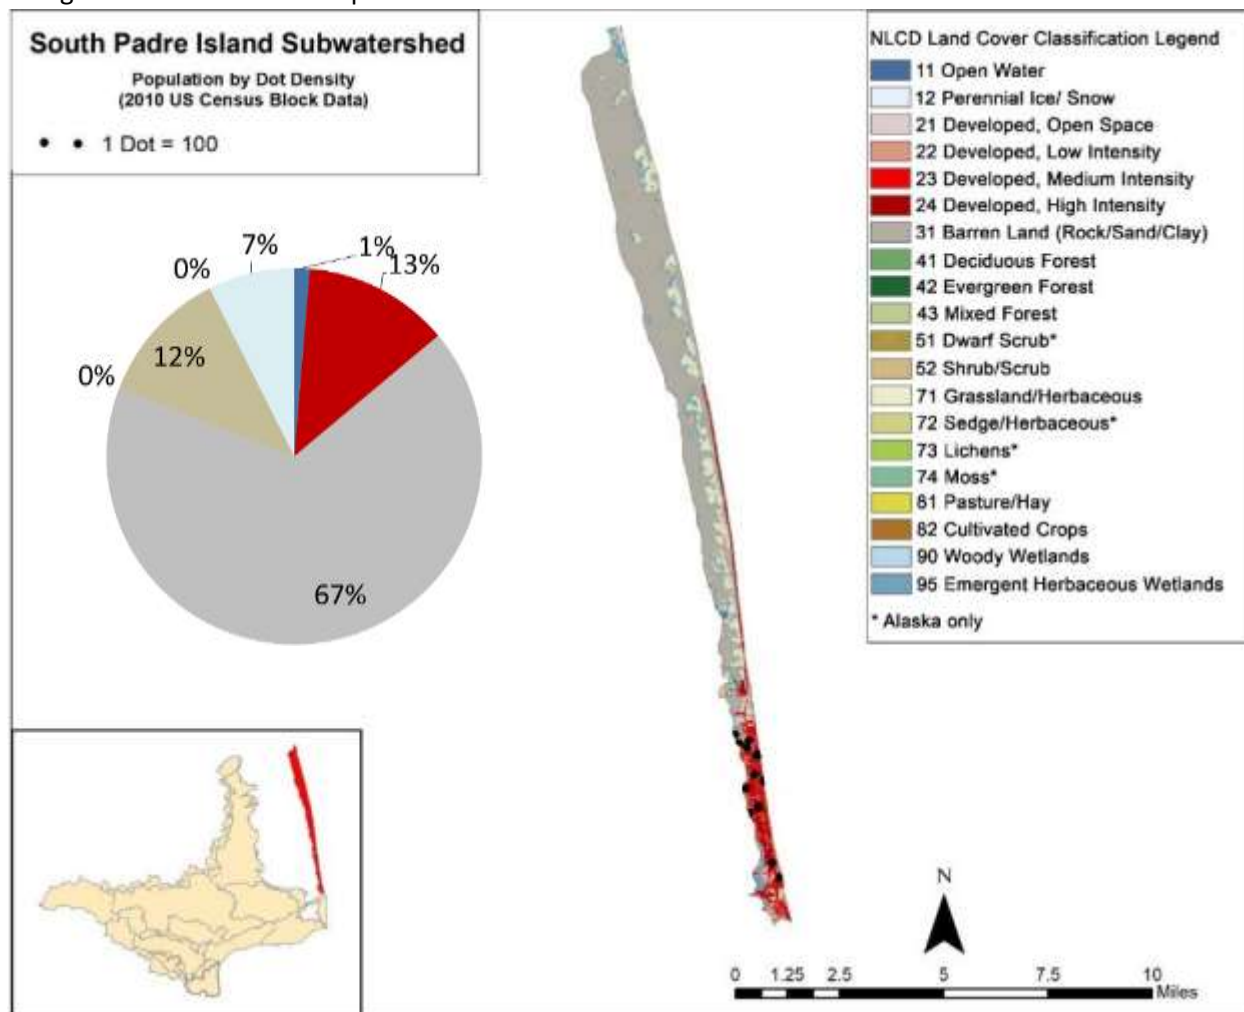 South Padre Island Subwatershed
Population by Dot Density
(2010 US Census Block Data)
1 Dot = 100
7%
1%
13%
0%
12%
0%
67%
NLCD Land Cover Classification Legend
11 Open Water
12 Perennial Ice/ Snow
21 Developed, Open Space
22 Developed, Low Intensity
23 Developed, Medium Intensity
24 Developed, High Intensity
31 Barren Land (Rock/Sand/Clay)
41 Deciduous Forest
42 Evergreen Forest
43 Mixed Forest
51 Dwarf Scrub*
52 Shrub/Scrub
71 Grassland/Herbaceous
72 Sedge/Herbaceous*
73 Lichens*
74 Moss*
81 Pasture/Hay
82 Cultivated Crops
90 Woody Wetlands
95 Emergent Herbaceous Wetlands
* Alaska only
N
0 1.25 2.5 5 7.5 10
Miles